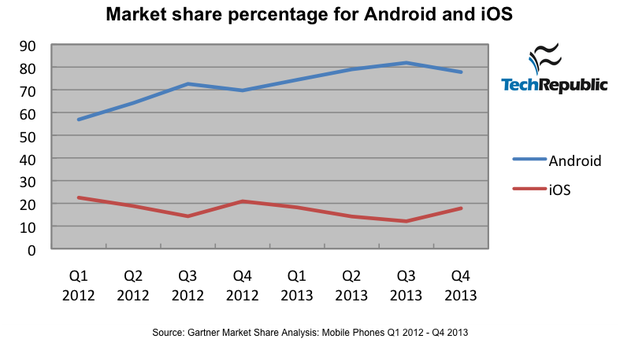 Market share percentage for Android and iOS
90
80
70
60
50
40
30
20
10
0
Q1 Q2 Q3 Q4 Q1 Q2 Q3 Q4
2012 2012 2012 2012 2013 2013 2013 2013
TechRepublic
Android
iOS
Source: Gartner Market Share Analysis: Mobile Phones Q1 2012 - Q4 2013